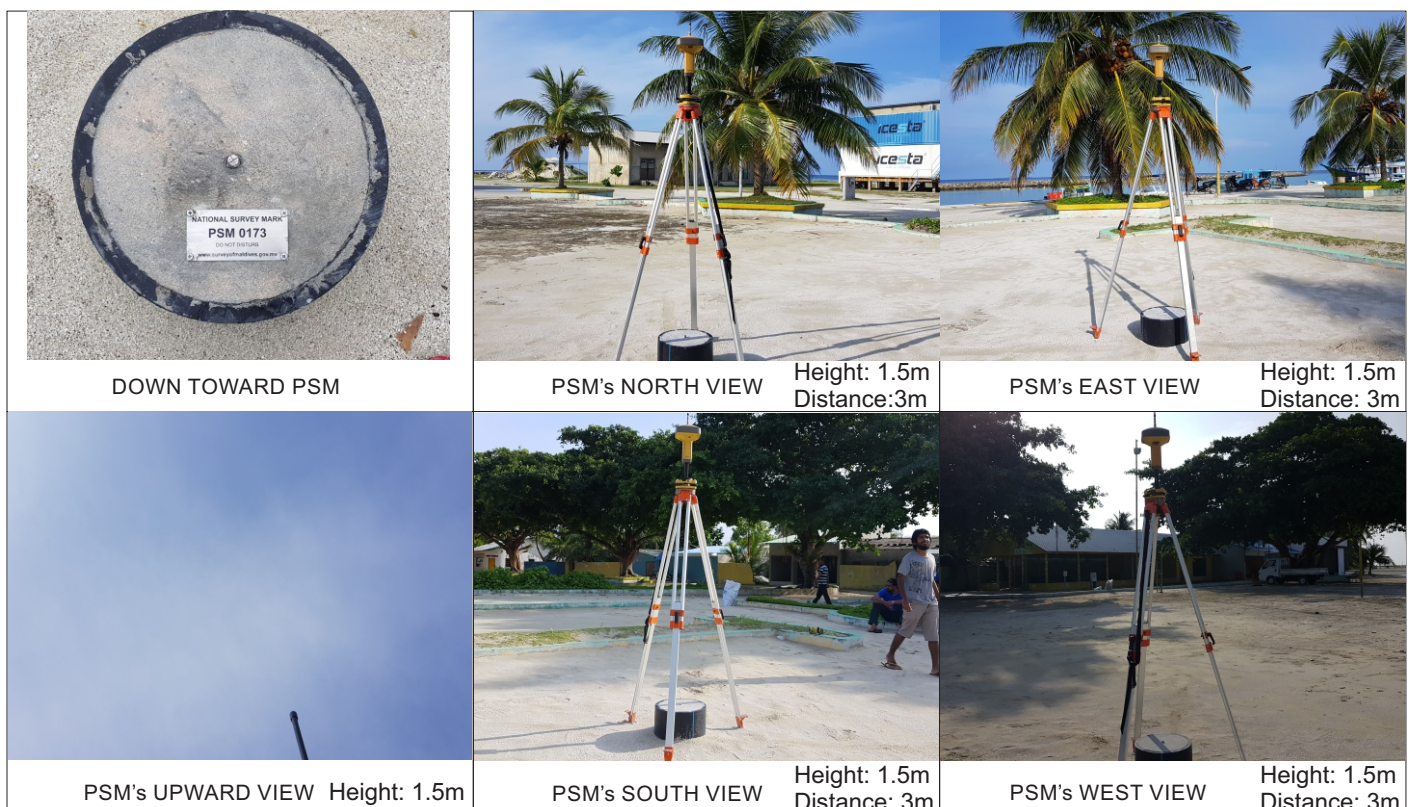 NATIONAL SURVEY MARK
PSM 0173
DO NOT DISTURB
www.surveyofmaldives.gov.mv
DOWN TOWARD PSM
icesta
icesta
PSM's NORTH VIEW
Height: 1.5m
Distance:3m
PSM's EAST VIEW
Height: 1.5m
Distance: 3m
PSM's UPWARD VIEW Height: 1.5m
PSM's SOUTH VIEW
Height: 1.5m
Distance: 3m
PSM's WEST VIEW
Height: 1.5m
Distance: 3m